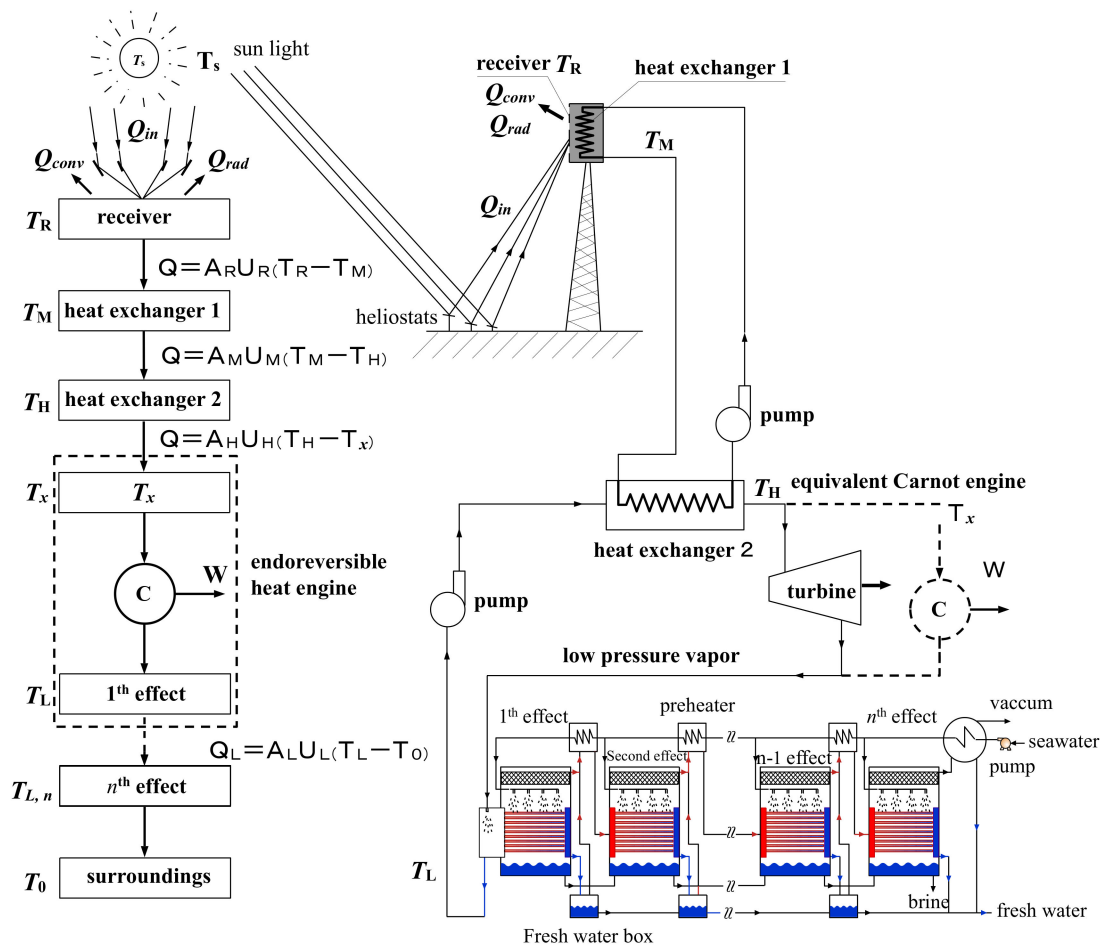 Ts
Ts
sun light
Qin
Qconv
Qrad
TR
receiver
Q=ARUR(TR−TM)
TM
heat exchanger 1
Q=AMUM(TM−TH)
TH
heat exchanger 2
Q=AHUH(TH−Tx)
Tx
Tx
C
W
endoreversible
heat engine
TL
1th effect
QL=ALUL(TL−T0)
TL, n
nth effect
T0
surroundings
receiver TR
heat exchanger 1
Qconv
Qrad
TM
Qin
heliostats
pump
TH
equivalent Carnot engine
Tx
heat exchanger 2
pump
turbine
C
W
low pressure vapor
1th effect
preheater
nth effect
vaccum
Second effect
n-1 effect
seawater
pump
TL
brine
fresh water
Fresh water box